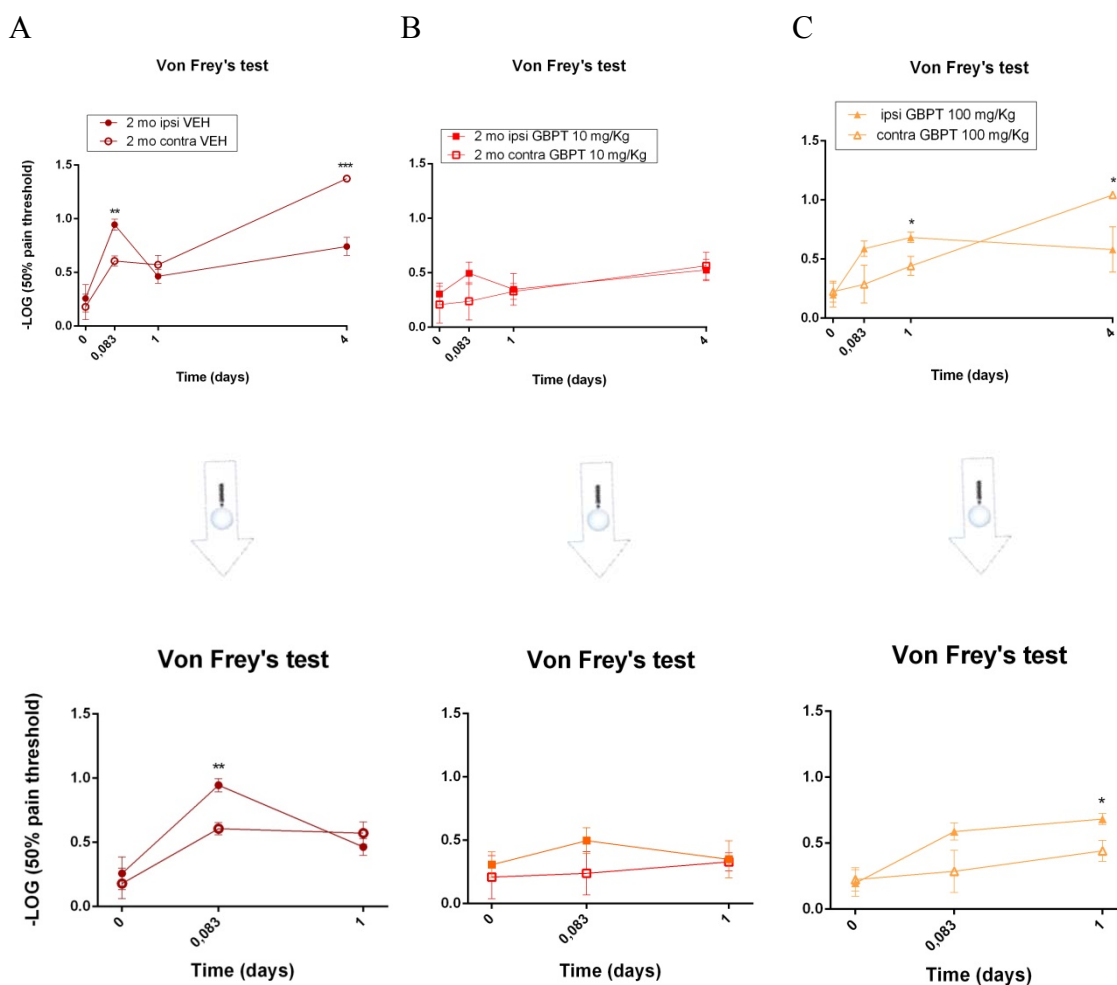 A
B
C
Von Frey's test
Von Frey's test
Von Frey's test
2 mo ipsi VEH
2 mo contra VEH
2 mo ipsi GBPT 10 mg/Kg
2 mo contra GBPT 10 mg/Kg
ipsi GBPT 100 mg/Kg
contra GBPT 100 mg/Kg
-LOG (50% pain threshold)
1.5
1.0
0.5
0.0
**
***
0
0,083
1
4
Time (days)
1.5
1.0
0.5
0.0
0
0,083
1
4
Time (days)
1.5
1.0
0.5
0.0
*
*
0
0,083
1
4
Time (days)
Von Frey's test
Von Frey's test
Von Frey's test
-LOG (50% pain threshold)
1.5
1.0
0.5
0.0
**
0
0,083
1
Time (days)
1.5
1.0
0.5
0.0
0
0,083
1
Time (days)
1.5
1.0
0.5
0.0
*
0
0,083
1
Time (days)